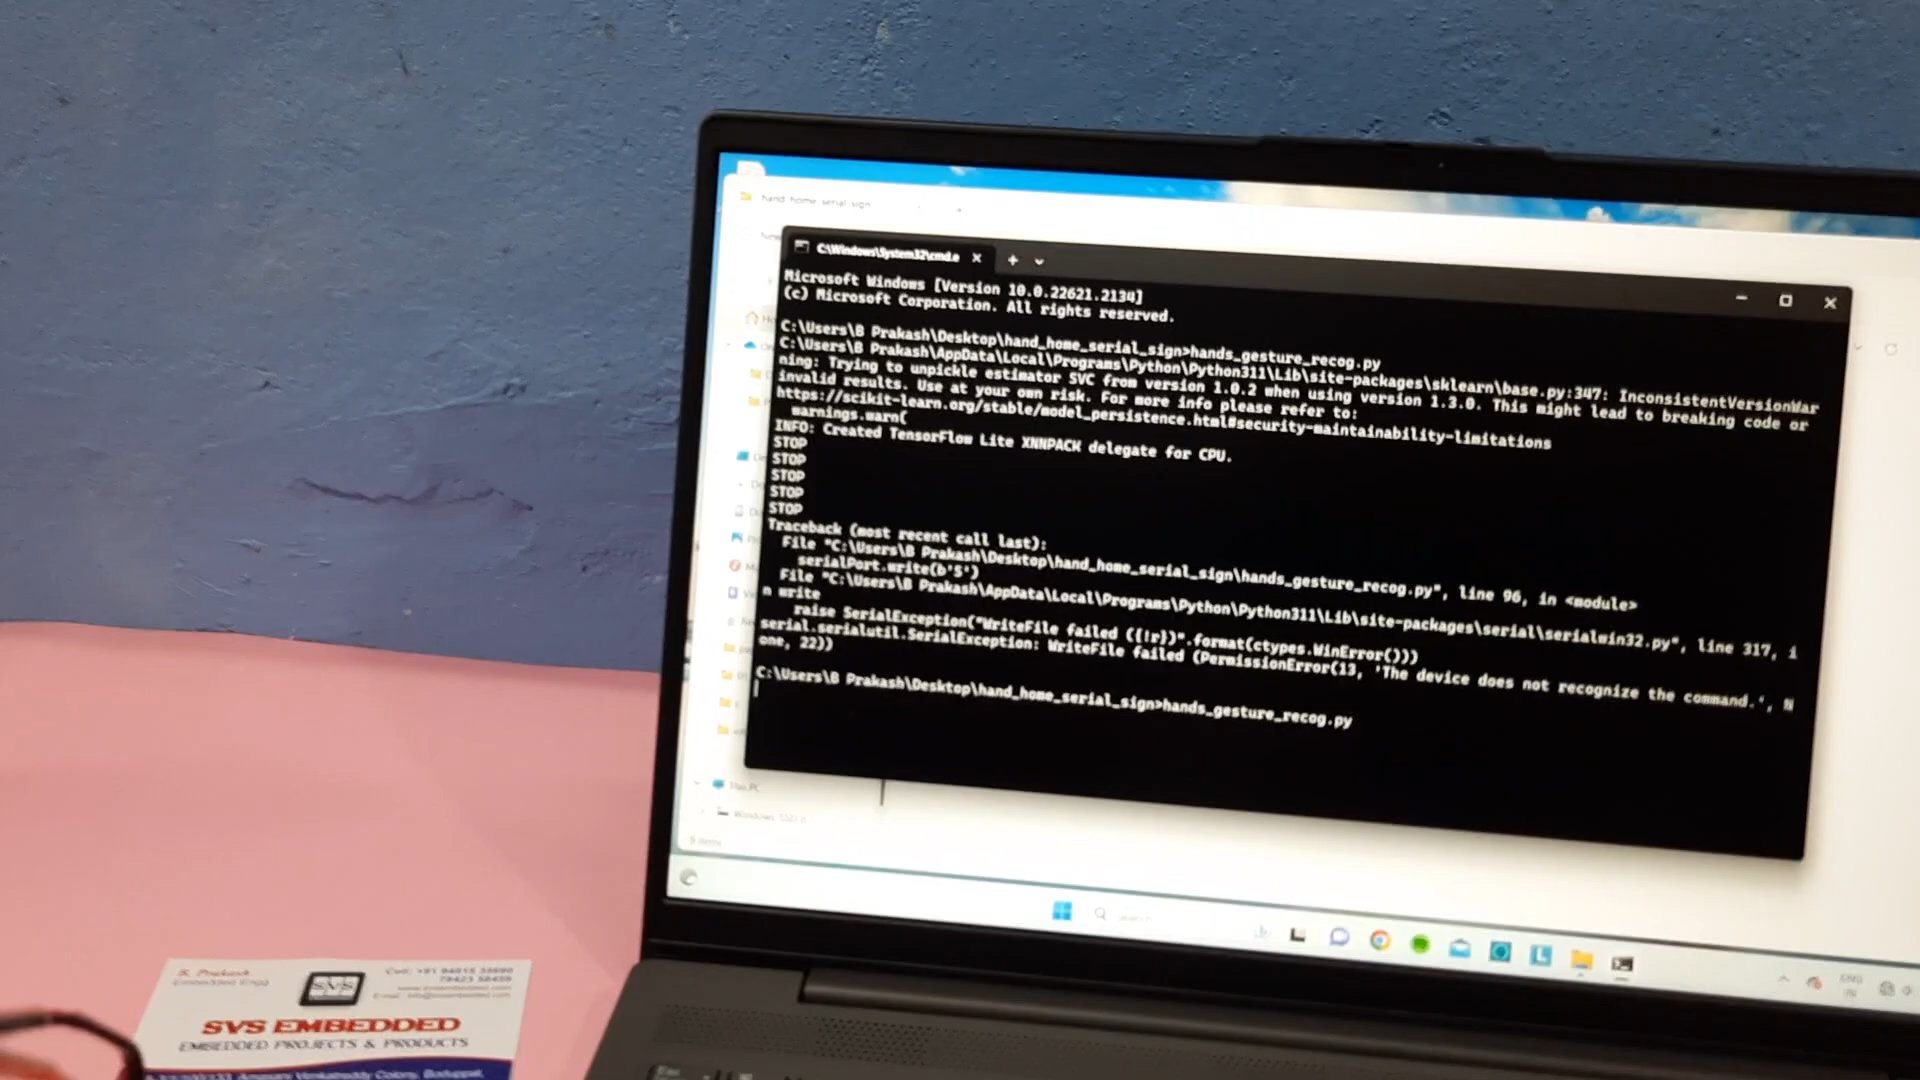 hand_home_serial_sign
C:\Windows\System32\cmd.e
Microsoft Windows [Version 10.0.22621.2134]
(c) Microsoft Corporation. All rights reserved.
C:\Users\B Prakash\Desktop\hand_home_serial_sign>hands_gesture_recog.py
C:\Users\B Prakash\AppData\Local\Programs\Python\Python311\Lib\site-packages\sklearn\base.py:347: InconsistentVersionWar
ning: Trying to unpickle estimator SVC from version 1.0.2 when using version 1.3.0. This might lead to breaking code or
invalid results. Use at your own risk. For more info please refer to:
https://scikit-learn.org/stable/model_persistence.html#security-maintainability-limitations
warnings.warn(
INFO: Created TensorFlow Lite XNNPACK delegate for CPU.
STOP
STOP
STOP
STOP
STOP
Traceback (most recent call last):
File "C:\Users\B Prakash\Desktop\hand_home_serial_sign\hands_gesture_recog.py", line 96, in <module>
serialPort.write(b'S')
File "C:\Users\B Prakash\AppData\Local\Programs\Python\Python311\Lib\site-packages\serial\serialwin32.py", line 317, i
n write
raise SerialException("WriteFile failed ({!r})".format(ctypes.WinError()))
serial.serialutil.SerialException: WriteFile failed (PermissionError(13, 'The device does not recognize the command.', N
one, 22))
C:\Users\B Prakash\Desktop\hand_home_serial_sign>hands_gesture_recog.py
This PC
ENG
IN
Embedded Engg
SVS
SVS EMBEDDED
EMBEDDED PROJECTS & PRODUCTS